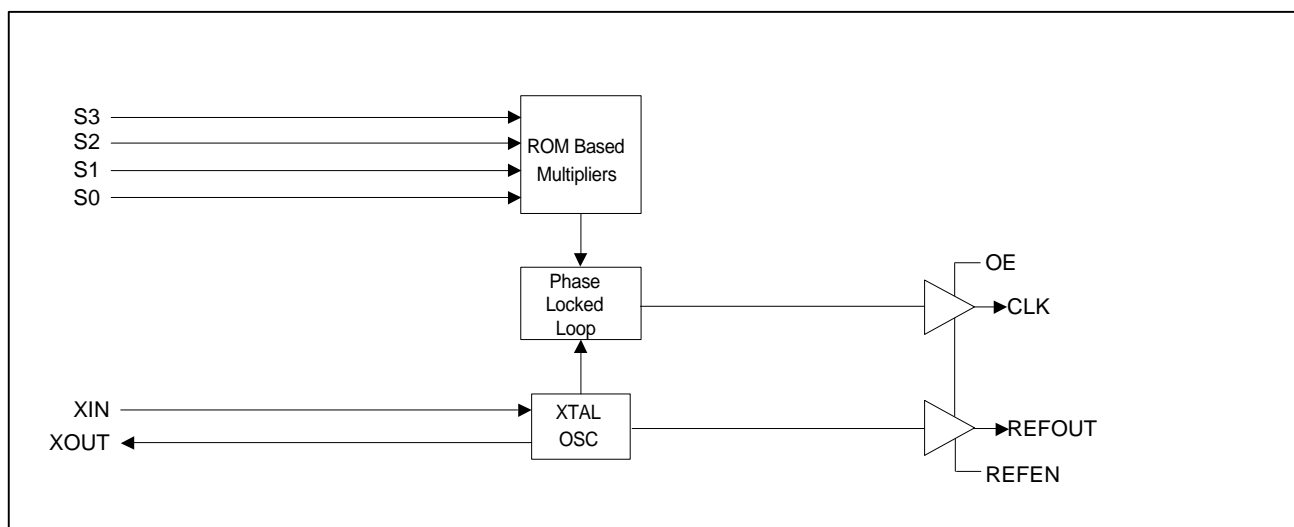 S3
S2
S1
S0
ROM Based
Multipliers
Phase
Locked
Loop
OE
CLK
XIN
XOUT
XTAL
OSC
REFOUT
REFEN